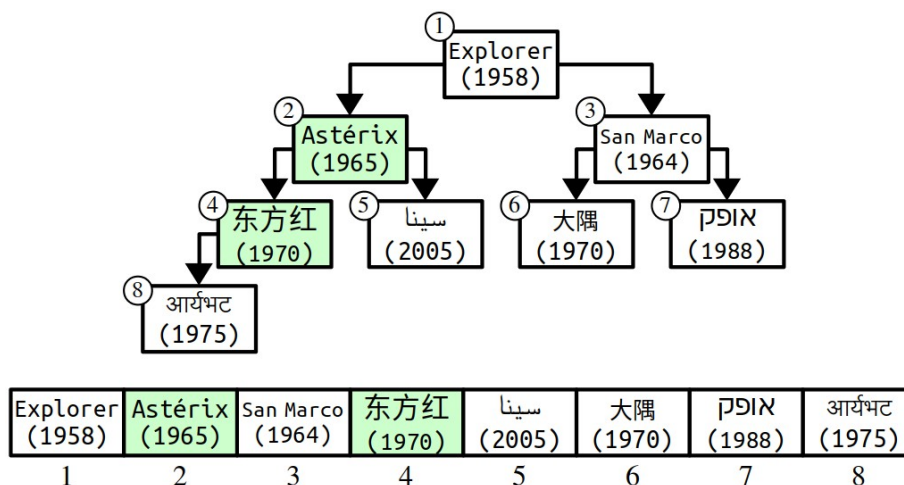 1
Explorer
(1958)
2
Astérix
(1965)
3
San Marco
(1964)
4
东方红
(1970)
5
سينا
(2005)
6
大隅
(1970)
7
אופק
(1988)
8
आर्यभट
(1975)
Explorer Astérix San Marco 东方红 سينا 大隅 אופק आर्यभट
(1958) (1965) (1964) (1970) (2005) (1970) (1988) (1975)
1 2 3 4 5 6 7 8